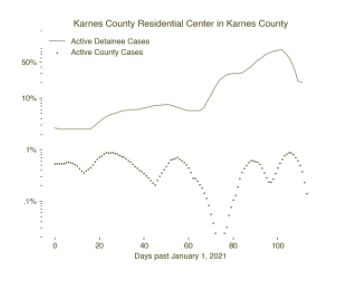 Karnes County Residential Center in Karnes County
Active Detainee Cases
Active County Cases
50%
10%
1%
.1%
0 20 40 60 80 100
Days past January 1, 2021